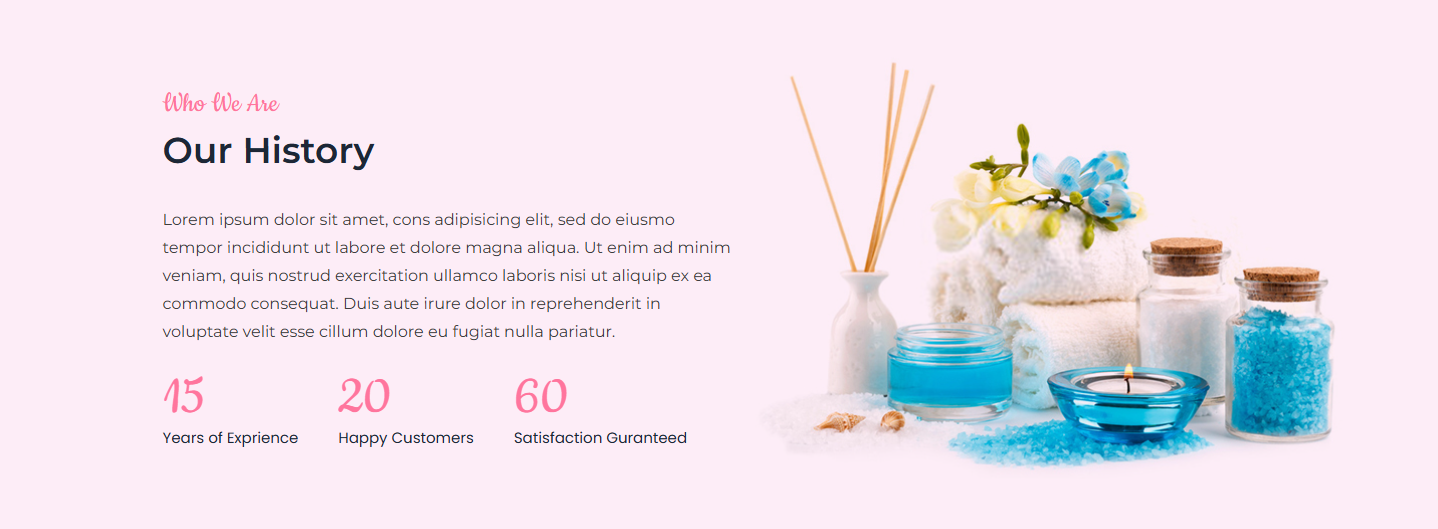 Who We Are
Our History
Lorem ipsum dolor sit amet, cons adipisicing elit, sed do eiusmo
tempor incididunt ut labore et dolore magna aliqua. Ut enim ad minim
veniam, quis nostrud exercitation ullamco laboris nisi ut aliquip ex ea
commodo consequat. Duis aute irure dolor in reprehenderit in
voluptate velit esse cillum dolore eu fugiat nulla pariatur.
15 20 60
Years of Exprience Happy Customers Satisfaction Guranteed